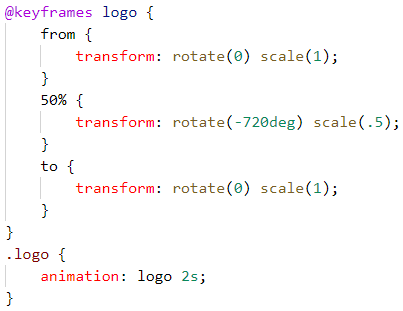 @keyframes logo {
    from {
        transform: rotate(0) scale(1);
    }
    50% {
        transform: rotate(-720deg) scale(.5);
    }
    to {
        transform: rotate(0) scale(1);
    }
}
.logo {
    animation: logo 2s;
}